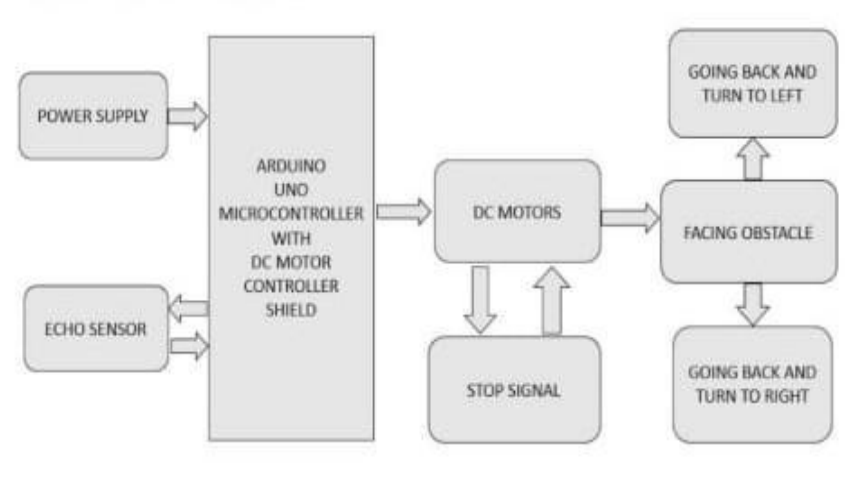 POWER SUPPLY
ECHO SENSOR
ARDUINO
UNO
MICROCONTROLLER
WITH
DC MOTOR
CONTROLLER
SHIELD
DC MOTORS
STOP SIGNAL
GOING BACK AND
TURN TO LEFT
FACING OBSTACLE
GOING BACK AND
TURN TO RIGHT